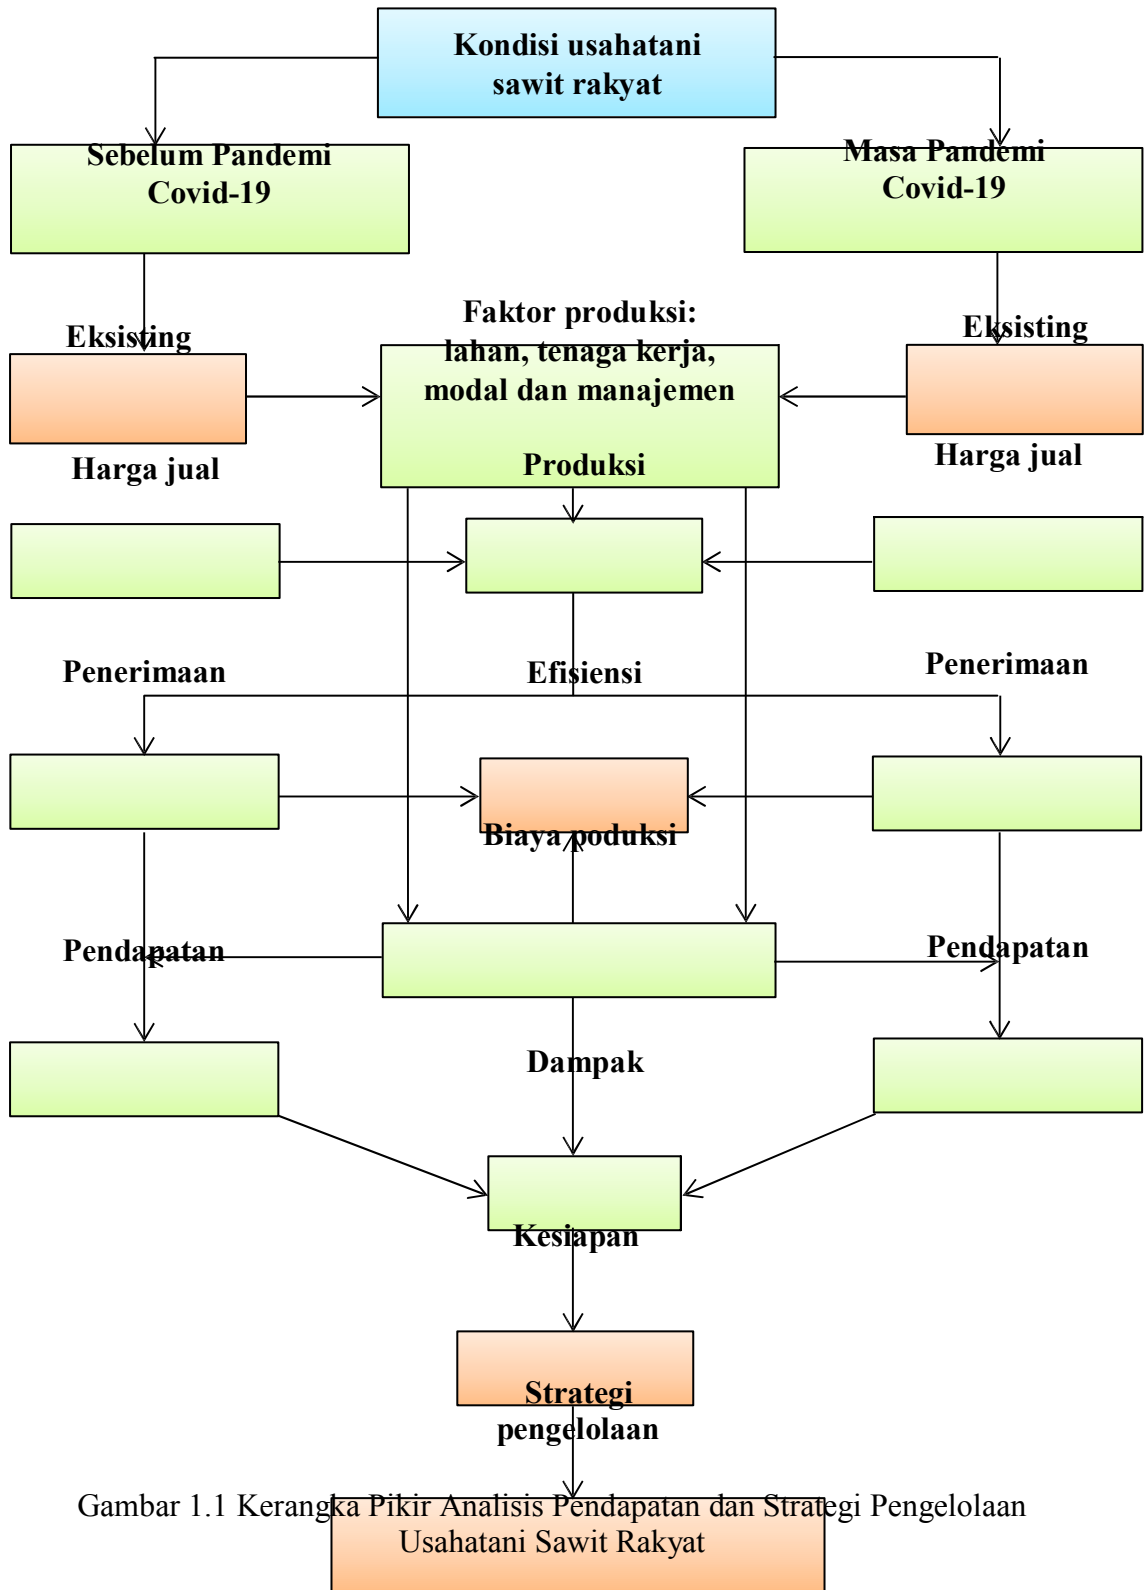 Kondisi usahatani
sawit rakyat
Sebelum Pandemi
Covid-19
Masa Pandemi
Covid-19
Eksisting
Faktor produksi:
lahan, tenaga kerja,
modal dan manajemen
Eksisting
Harga jual
Produksi
Harga jual
Penerimaan
Efisiensi
Penerimaan
Biaya poduksi
Pendapatan
Pendapatan
Dampak
Kesiapan
Strategi
pengelolaan
Gambar 1.1 Kerangka Pikir Analisis Pendapatan dan Strategi Pengelolaan
Usahatani Sawit Rakyat